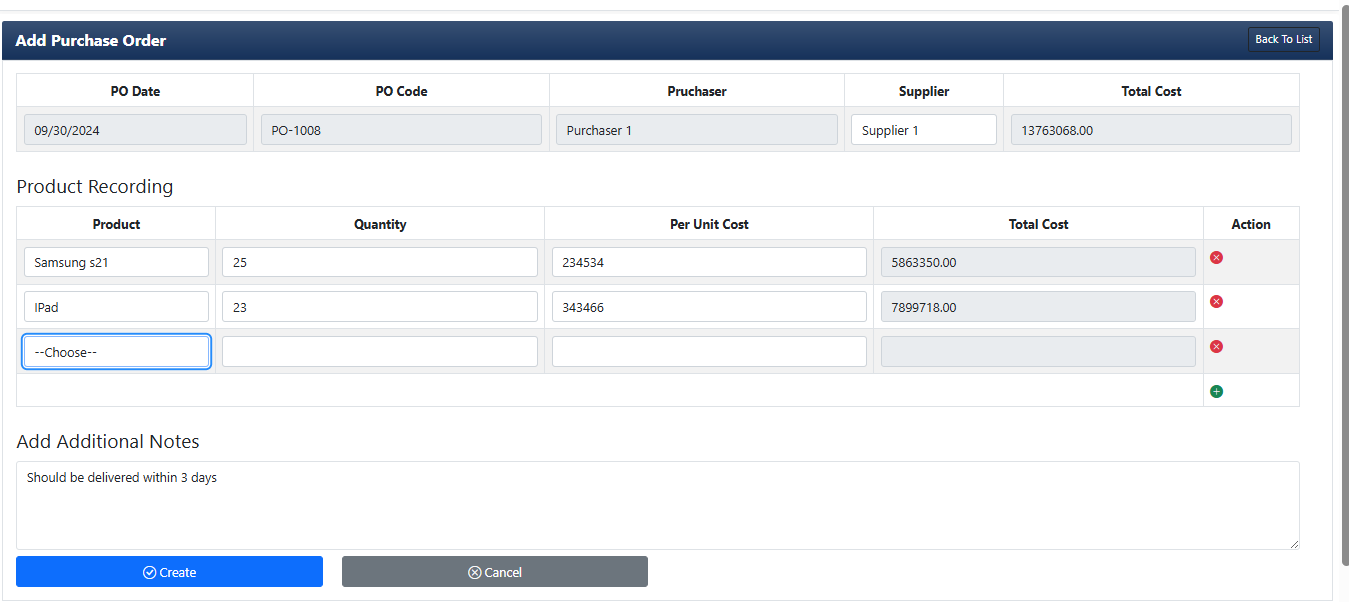 Add Purchase Order
Back To List
PO Date PO Code Pruchaser Supplier Total Cost
09/30/2024 PO-1008 Purchaser 1 Supplier 1 13763068.00
Product Recording
Product Quantity Per Unit Cost Total Cost Action
Samsung s21 25 234534 5863350.00
IPad 23 343466 7899718.00
--Choose--
Add Additional Notes
Should be delivered within 3 days
Create Cancel